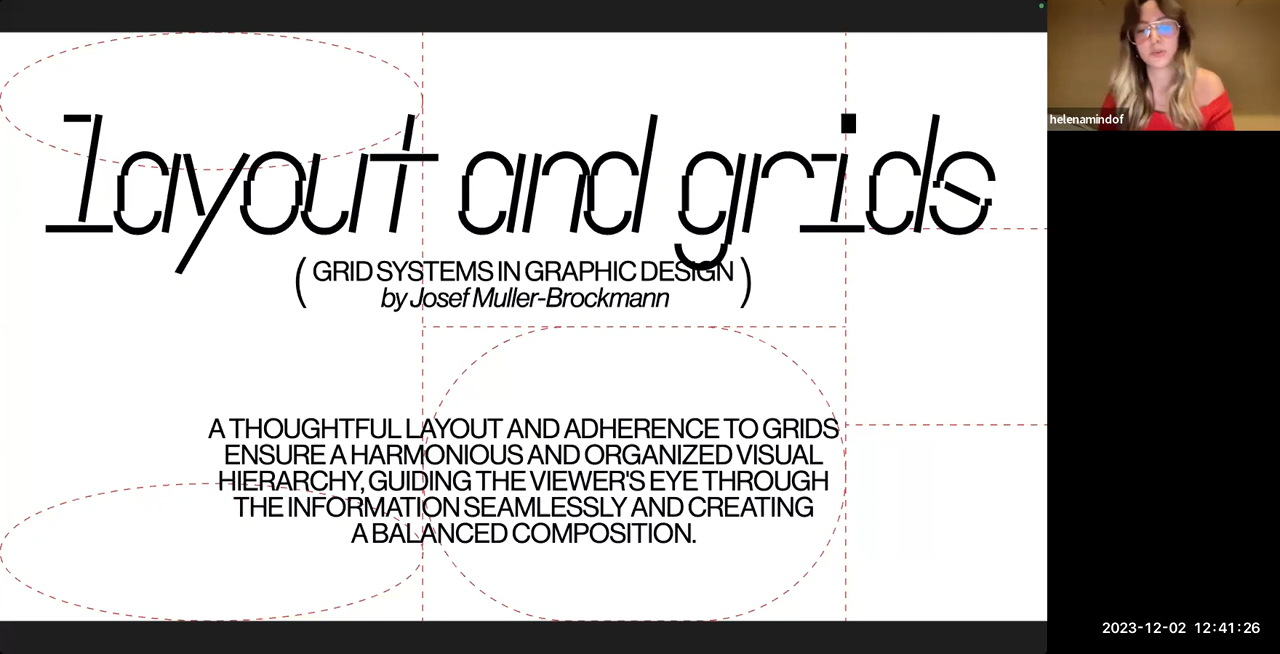 layout and grids
( GRID SYSTEMS IN GRAPHIC DESIGN
by Josef Muller-Brockmann )
A THOUGHTFUL LAYOUT AND ADHERENCE TO GRIDS
ENSURE A HARMONIOUS AND ORGANIZED VISUAL
HIERARCHY, GUIDING THE VIEWER'S EYE THROUGH
THE INFORMATION SEAMLESSLY AND CREATING
A BALANCED COMPOSITION.
helenamindof
2023-12-02 12:41:26